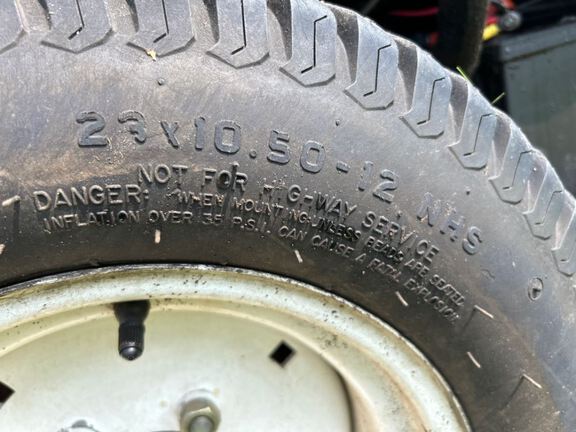 23x10.50-12 NHS
NOT FOR HIGHWAY SERVICE
DANGER: WHEN MOUNTING UNLESS BEADS ARE SEATED
INFLATION OVER 35 P.S.I. CAN CAUSE A FATAL EXPLOSION